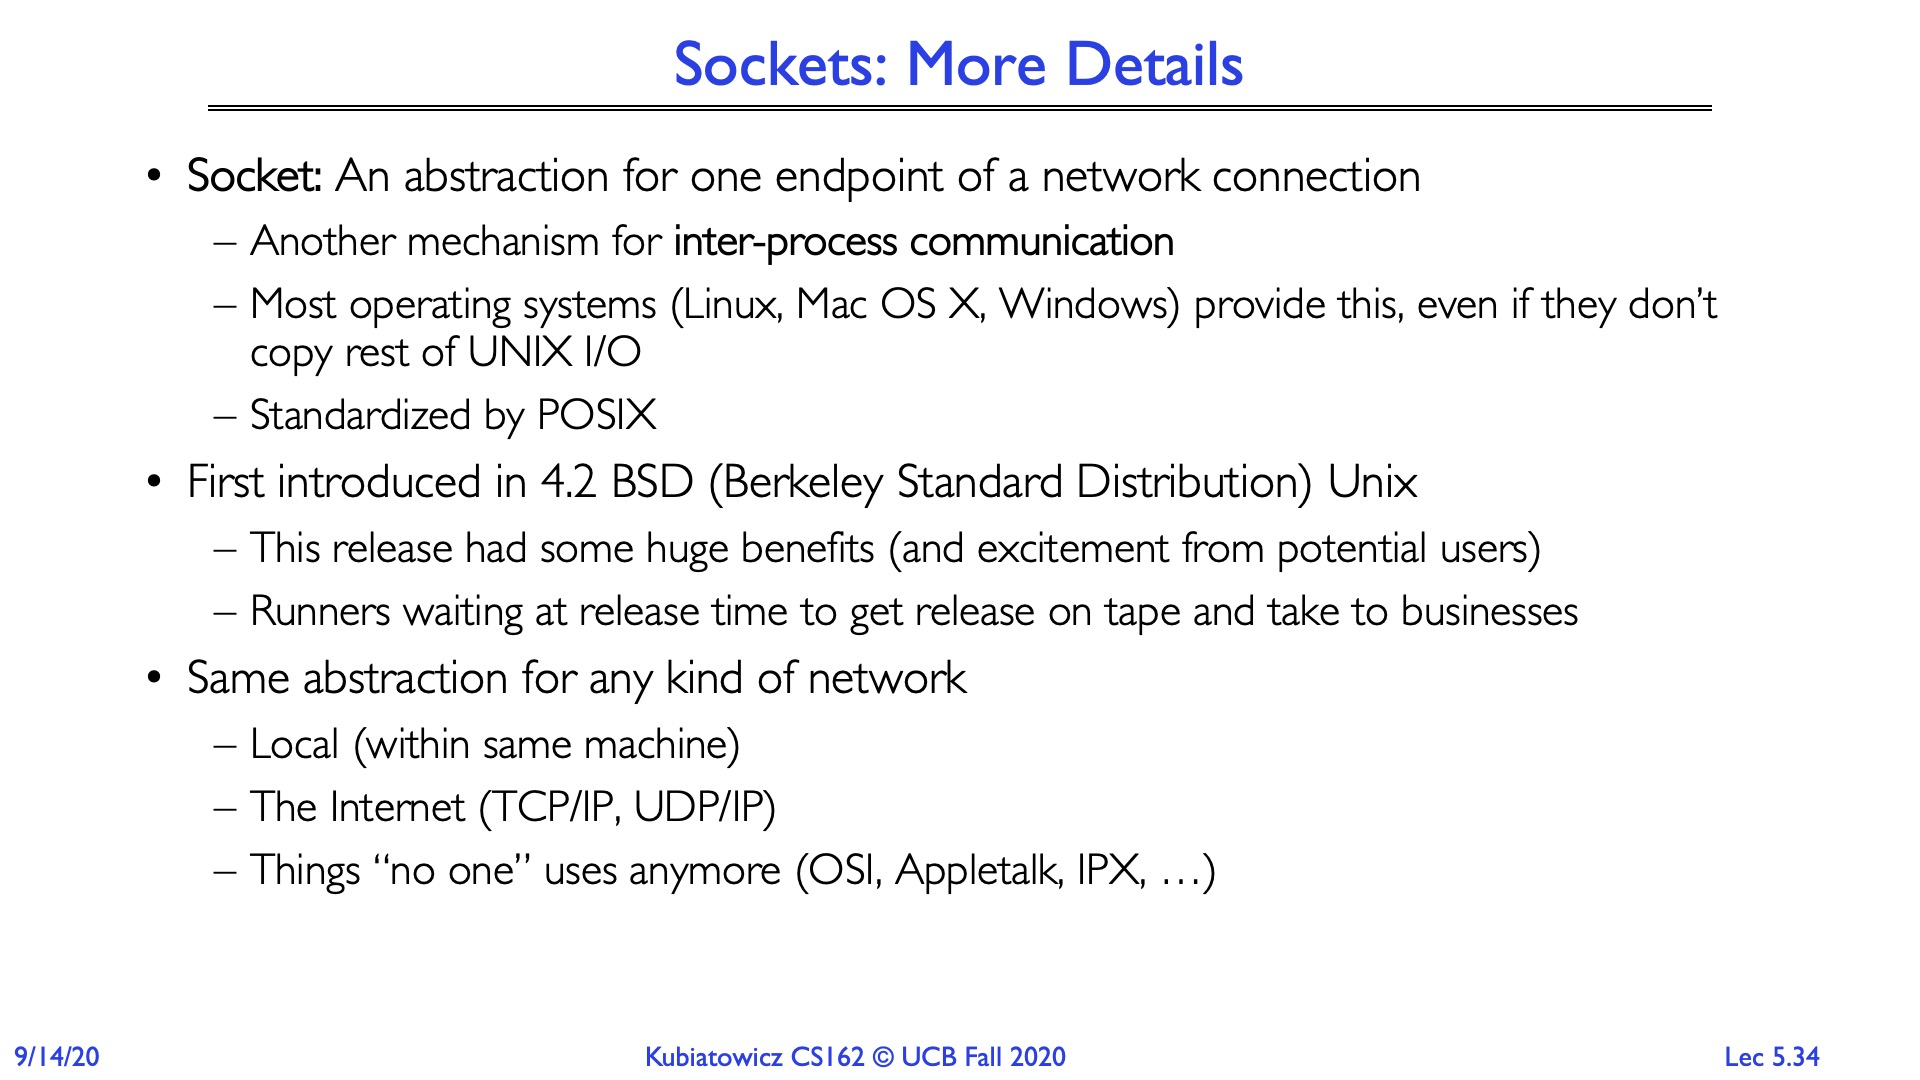 Sockets: More Details
• Socket: An abstraction for one endpoint of a network connection
– Another mechanism for inter-process communication
– Most operating systems (Linux, Mac OS X, Windows) provide this, even if they don’t
copy rest of UNIX I/O
– Standardized by POSIX
• First introduced in 4.2 BSD (Berkeley Standard Distribution) Unix
– This release had some huge benefits (and excitement from potential users)
– Runners waiting at release time to get release on tape and take to businesses
• Same abstraction for any kind of network
– Local (within same machine)
– The Internet (TCP/IP, UDP/IP)
– Things “no one” uses anymore (OSI, Appletalk, IPX, …)
9/14/20
Kubiatowicz CS162 © UCB Fall 2020
Lec 5.34